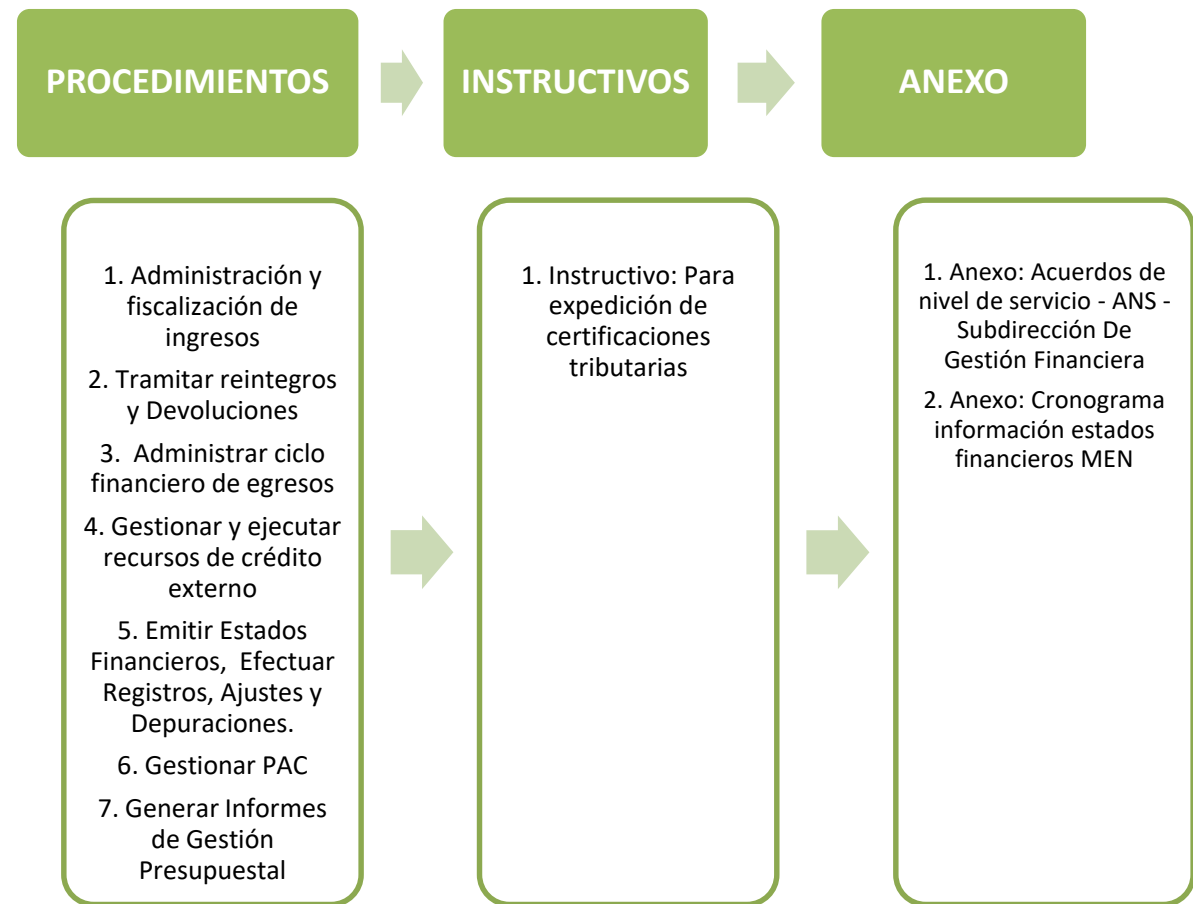 PROCEDIMIENTOS
INSTRUCTIVOS
ANEXO
1. Administración y
fiscalización de
ingresos
2. Tramitar reintegros
y Devoluciones
3. Administrar ciclo
financiero de egresos
4. Gestionar y ejecutar
recursos de crédito
externo
5. Emitir Estados
Financieros, Efectuar
Registros, Ajustes y
Depuraciones.
6. Gestionar PAC
7. Generar Informes
de Gestión
Presupuestal
1. Instructivo: Para
expedición de
certificaciones
tributarias
1. Anexo: Acuerdos de
nivel de servicio - ANS -
Subdirección De
Gestión Financiera
2. Anexo: Cronograma
información estados
financieros MEN